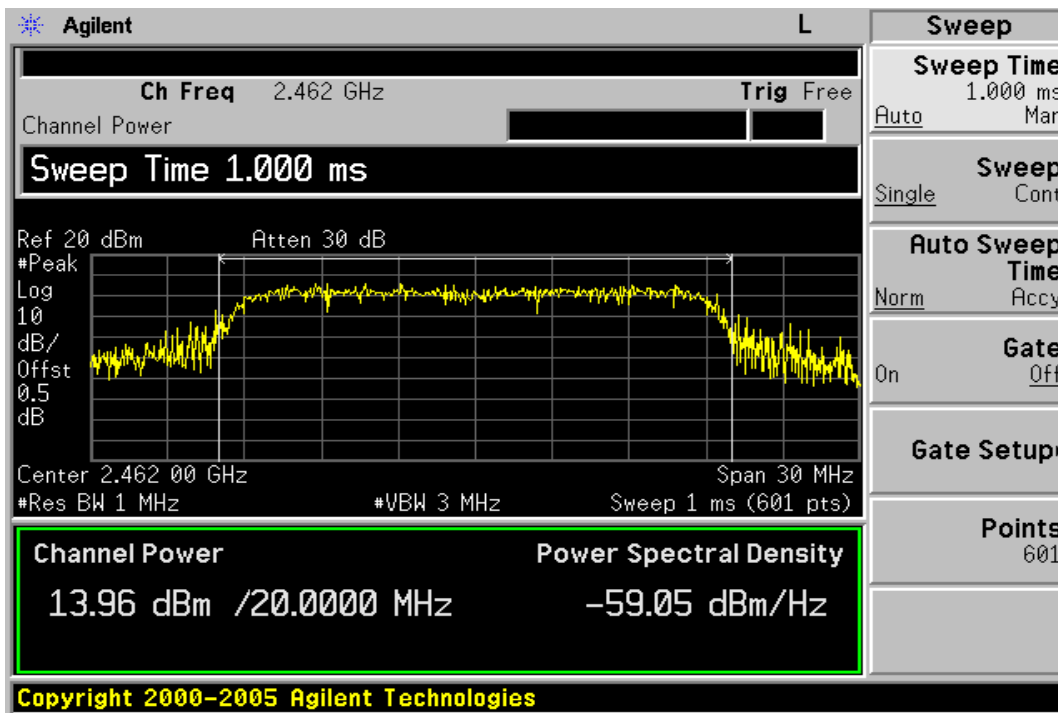 Agilent L
Ch Freq 2.462 GHz Trig Free
Channel Power
Sweep Time 1.000 ms
Ref 20 dBm Atten 30 dB
#Peak
Log
10
dB/
Offst
0.5
dB
Center 2.462 00 GHz Span 30 MHz
#Res BW 1 MHz #VBW 3 MHz Sweep 1 ms (601 pts)
Channel Power Power Spectral Density
13.96 dBm /20.0000 MHz -59.05 dBm/Hz
Copyright 2000-2005 Agilent Technologies
Sweep
Sweep Time
1.000 ms
Auto Man
Sweep
Single Cont
Auto Sweep
Time
Norm Accy
Gate
On Off
Gate Setup
Points
601